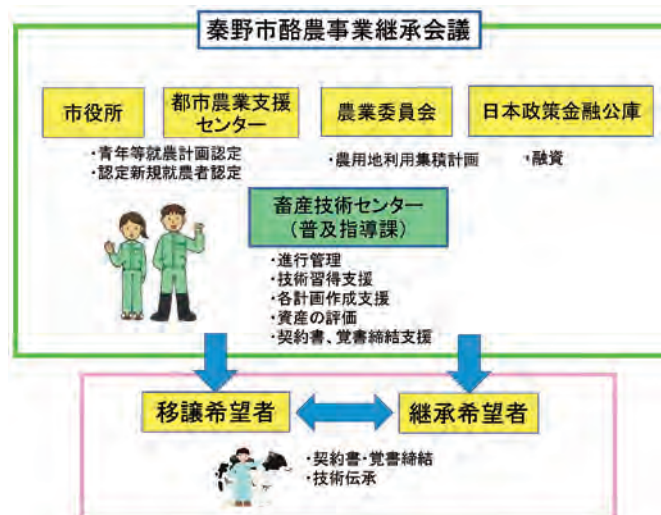 秦野市酪農事業継承会議
市役所
都市農業支援
センター
農業委員会
日本政策金融公庫
・青年等就農計画認定
・認定新規就農者認定
・農用地利用集積計画
・融資
畜産技術センター
（普及指導課）
・進行管理
・技術習得支援
・各計画作成支援
・資産の評価
・契約書、覚書締結支援
移譲希望者
継承希望者
・契約書・覚書締結
・技術伝承